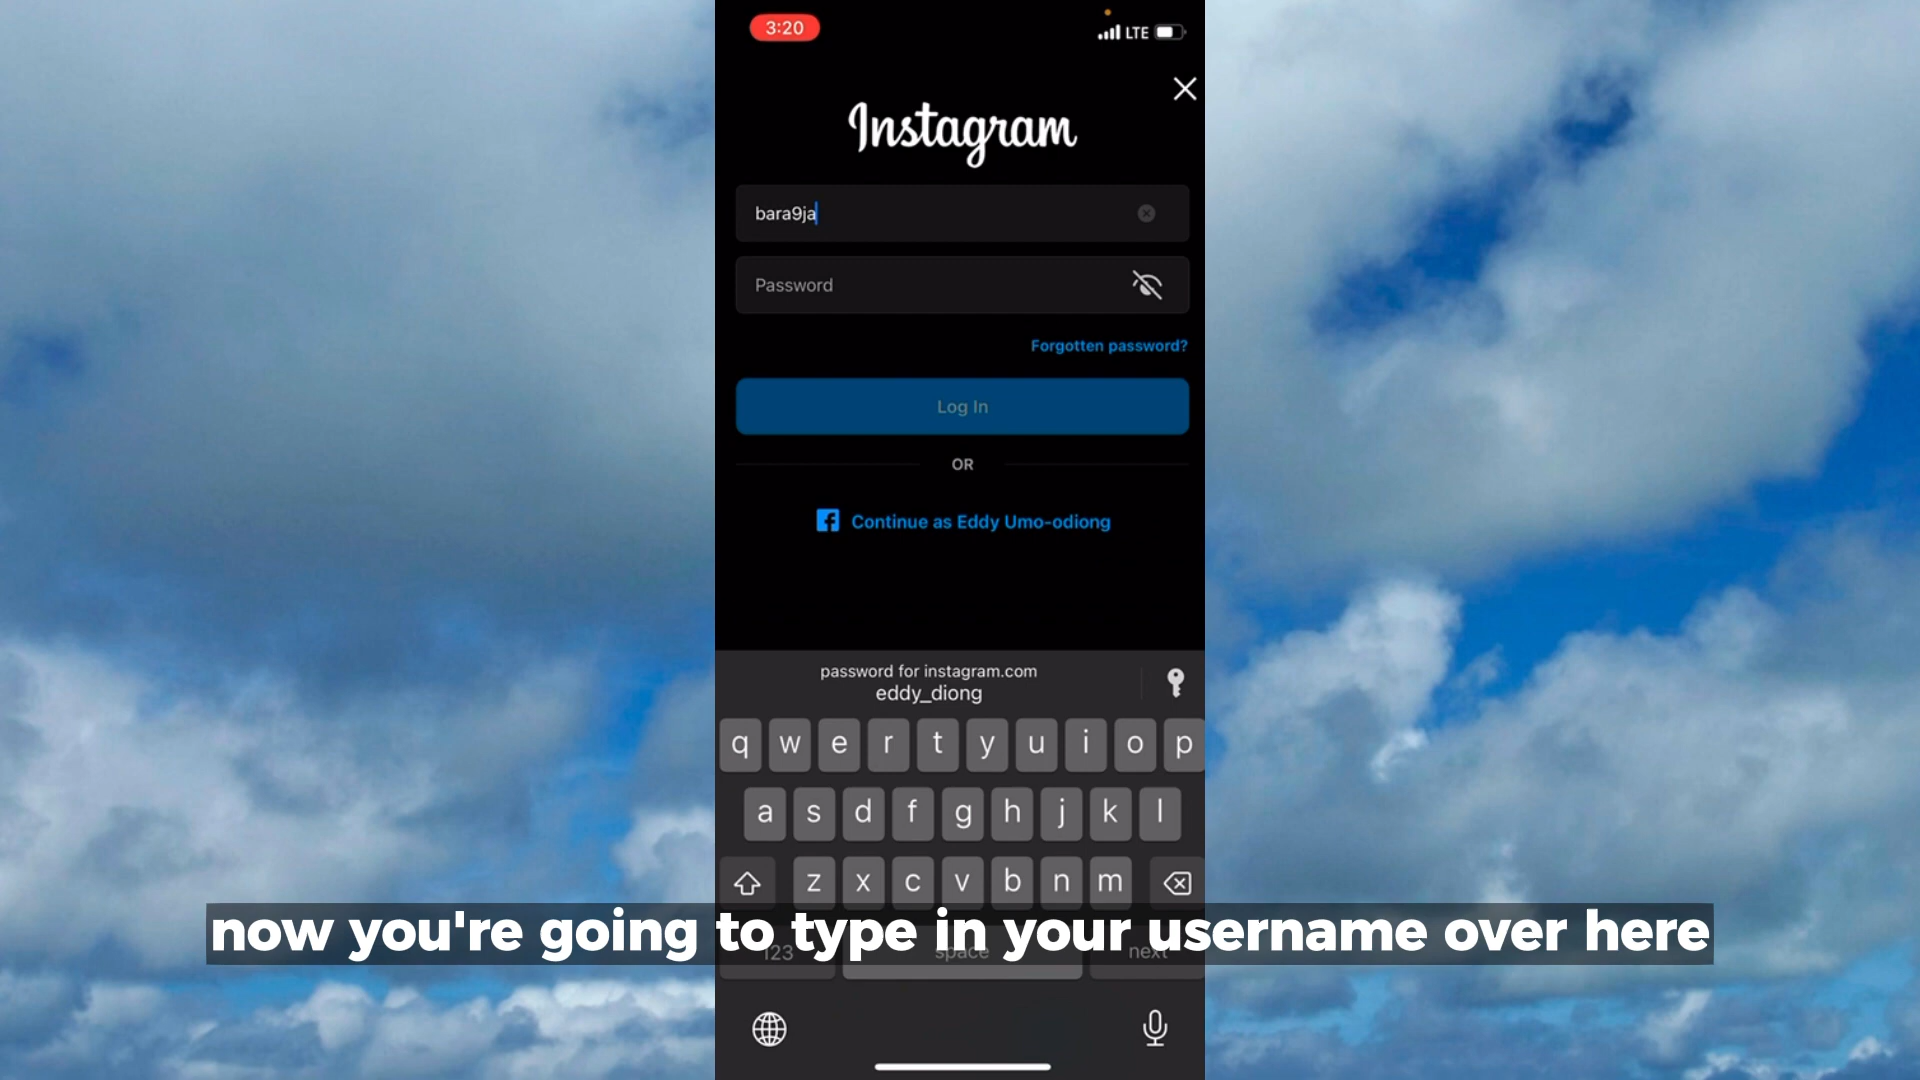 3:20
LTE
Instagram
bara9ja
Password
Forgotten password?
Log In
OR
Continue as Eddy Umo-odiong
password for instagram.com
eddy_diong
q w e r t y u i o p
a s d f g h j k l
z x c v b n m
now you're going to type in your username over here
123 space next